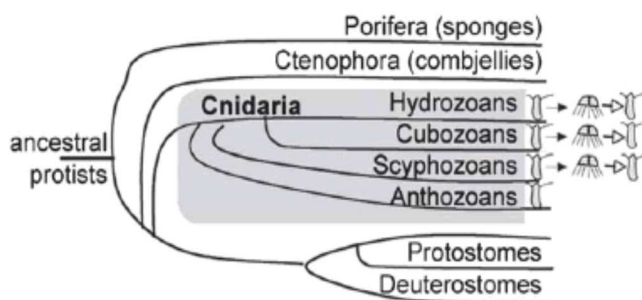 Porifera (sponges)
Ctenophora (combjellies)
Cnidaria
Hydrozoans
Cubozoans
Scyphozoans
Anthozoans
ancestral
protists
Protostomes
Deuterostomes